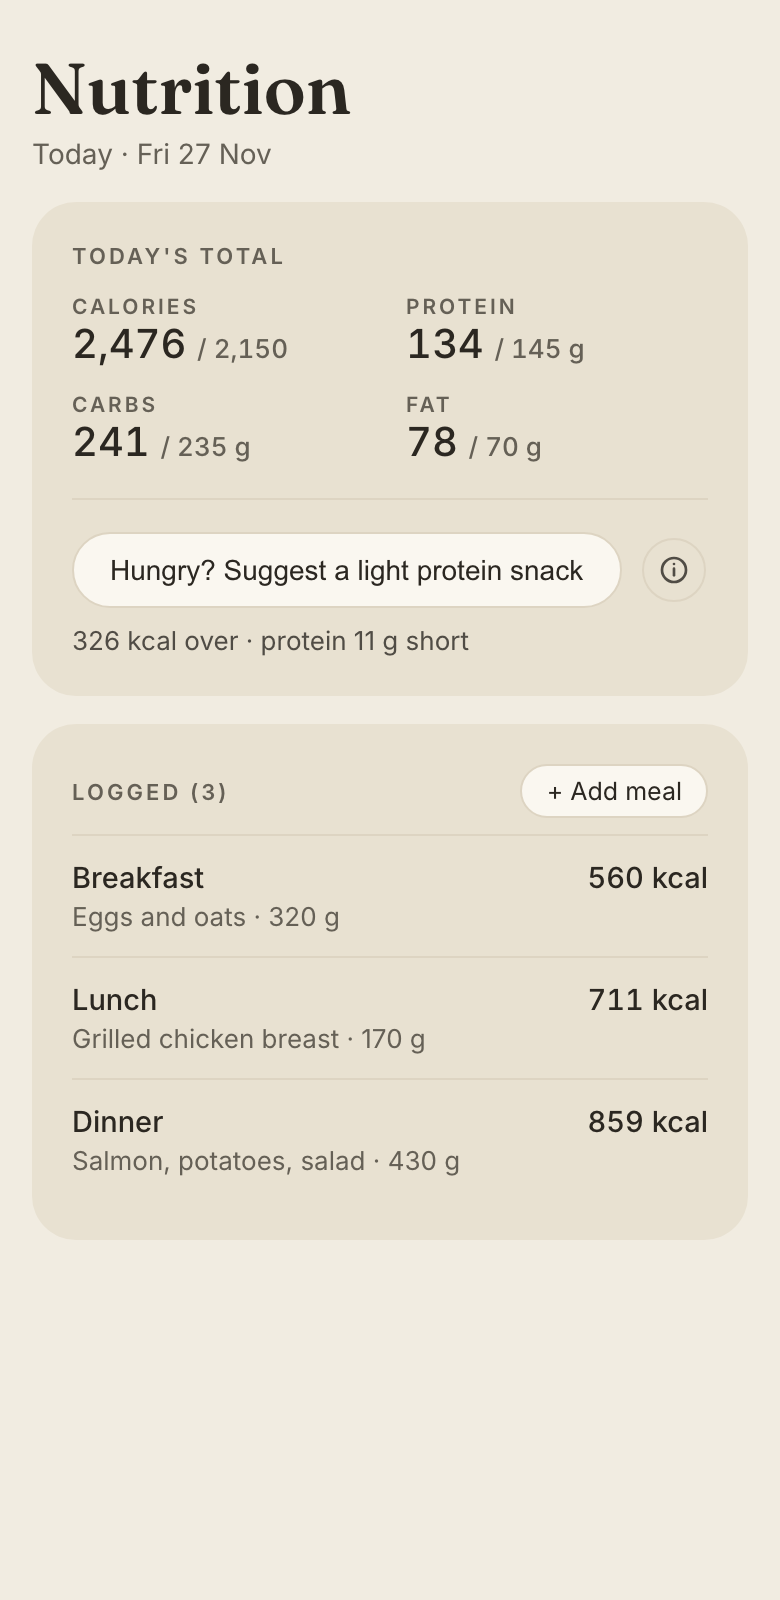 Nutrition
Today · Fri 27 Nov
TODAY'S TOTAL
CALORIES
2,476 / 2,150
PROTEIN
134 / 145 g
CARBS
241 / 235 g
FAT
78 / 70 g
Hungry? Suggest a light protein snack
326 kcal over · protein 11 g short
LOGGED (3)
+ Add meal
Breakfast
560 kcal
Eggs and oats · 320 g
Lunch
711 kcal
Grilled chicken breast · 170 g
Dinner
859 kcal
Salmon, potatoes, salad · 430 g